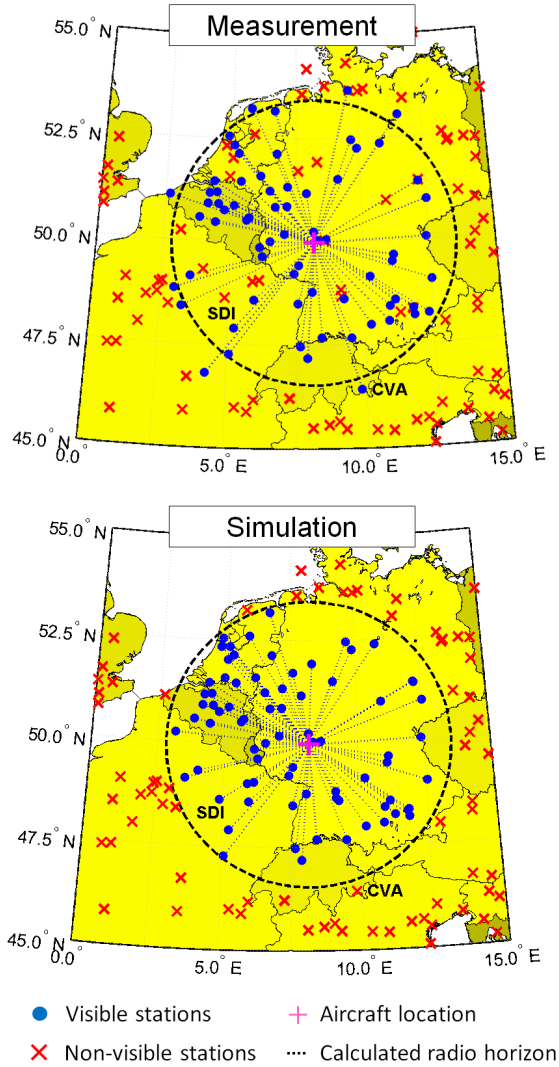 Measurement
55.0° N
52.5° N
50.0° N
47.5° N
45.0° N
0.0°
5.0° E
10.0° E
15.0° E
SDI
CVA
Simulation
55.0° N
52.5° N
50.0° N
47.5° N
45.0° N
0.0°
5.0° E
10.0° E
15.0° E
SDI
CVA
Visible stations
Aircraft location
Non-visible stations
Calculated radio horizon